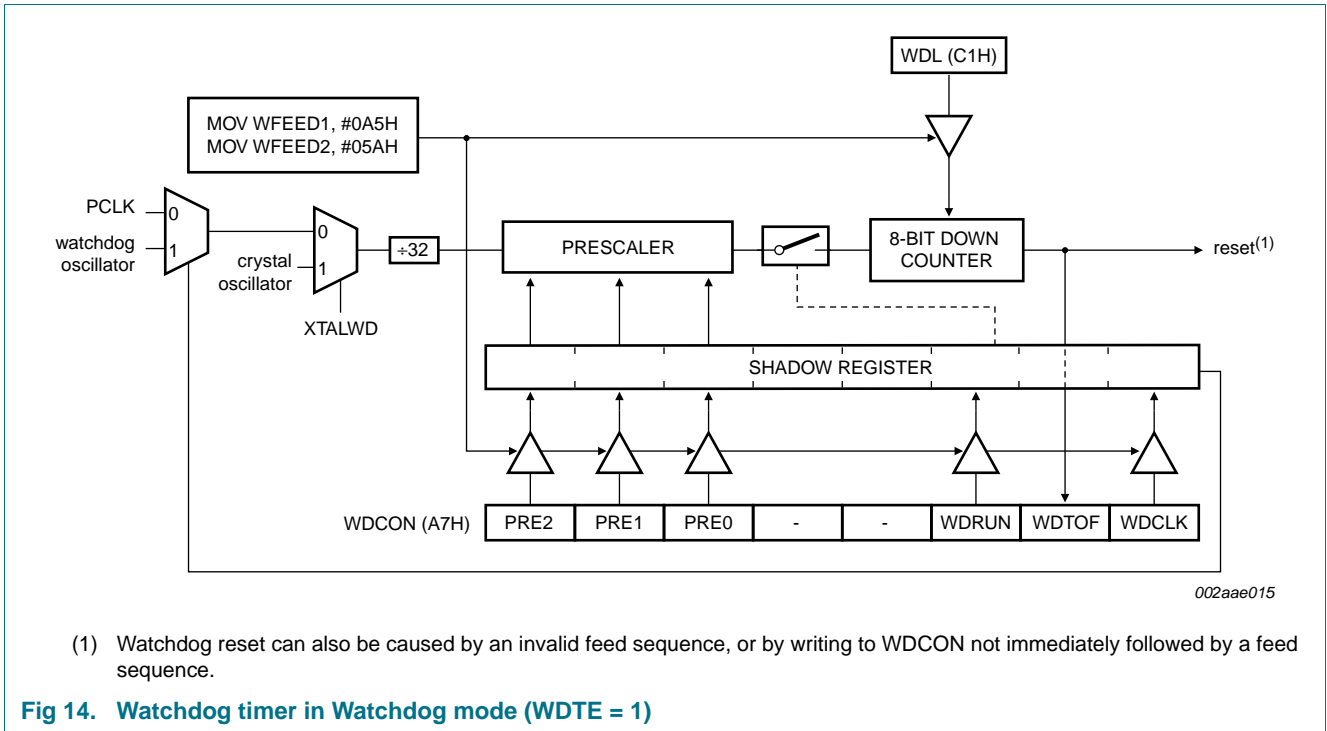 WDL (C1H)
MOV WFEED1, #0A5H
MOV WFEED2, #05AH
PCLK
0
watchdog
oscillator
1
0
crystal
oscillator
1
XTALWD
÷32
PRESCALER
8-BIT DOWN
COUNTER
reset(1)
SHADOW REGISTER
WDCON (A7H)
PRE2
PRE1
PRE0
-
-
WDRUN
WDTOF
WDCLK
002aae015
(1) Watchdog reset can also be caused by an invalid feed sequence, or by writing to WDCON not immediately followed by a feed
sequence.
Fig 14. Watchdog timer in Watchdog mode (WDTE = 1)